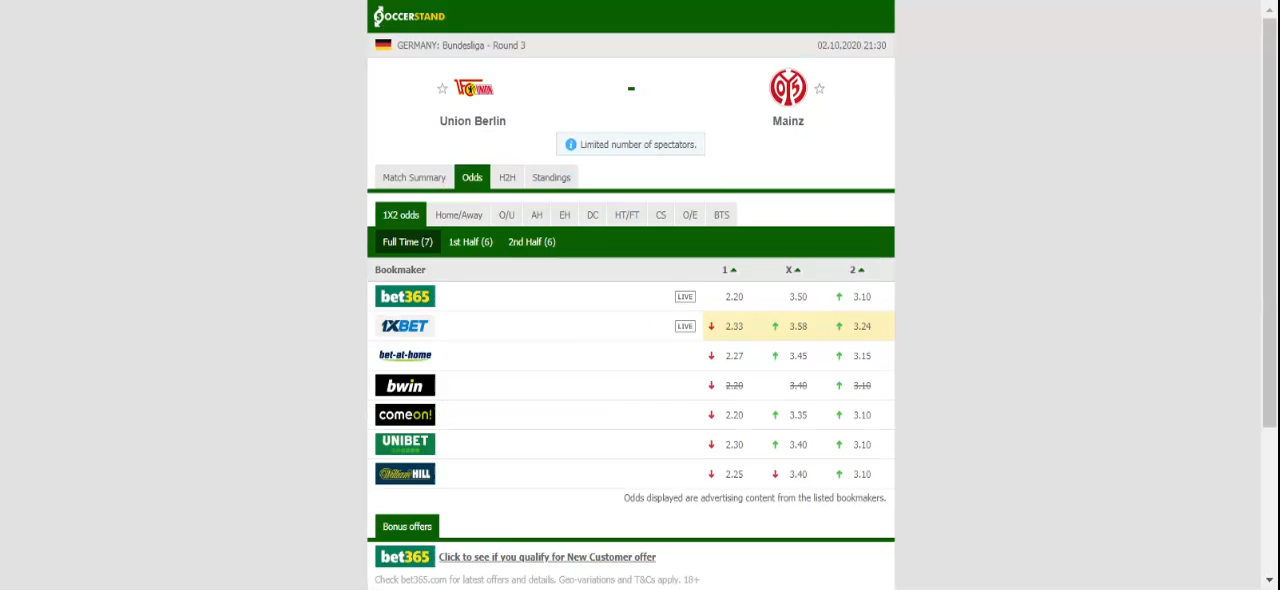 SOCCERSTAND
GERMANY: Bundesliga - Round 3 02.10.2020 21:30
Union Berlin - Mainz
Limited number of spectators.
Match Summary Odds H2H Standings
1X2 odds Home/Away O/U AH EH DC HT/FT CS O/E BTS
Full Time (7) 1st Half (6) 2nd Half (6)
Bookmaker 1 X 2
bet365 LIVE 2.20 3.50 3.10
1XBET LIVE 2.33 3.58 3.24
bet-at-home 2.27 3.45 3.15
bwin 2.20 3.40 3.10
comeon! 2.20 3.35 3.10
UNIBET 2.30 3.40 3.10
William HILL 2.25 3.40 3.10
Odds displayed are advertising content from the listed bookmakers.
Bonus offers
bet365 Click to see if you qualify for New Customer offer
Check bet365.com for latest offers and details. Geo-variations and T&Cs apply. 18+